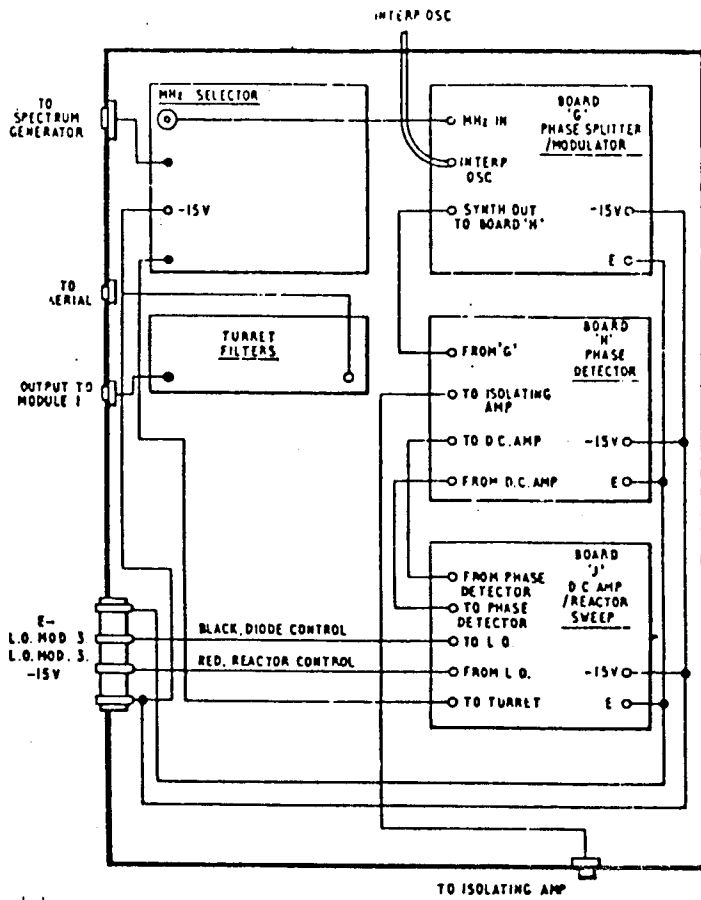 INTERP OSC
TO
SPECTRUM
GENERATOR
MHz SELECTOR
-15V
TO
AERIAL
TURRET
FILTERS
OUTPUT TO
MODULE 1
BOARD
'G'
PHASE SPLITTER
/MODULATOR
MHz IN
INTERP
OSC
SYNTH OUT
TO BOARD 'H'
-15V
E
BOARD
'H'
PHASE
DETECTOR
FROM 'G'
TO ISOLATING
AMP
TO D.C. AMP
-15V
FROM D.C. AMP
E
BOARD
'J'
D C AMP
/REACTOR
SWEEP
FROM PHASE
DETECTOR
TO PHASE
DETECTOR
TO L O.
FROM L O.
-15V
TO TURRET
E
E-
L.O. MOD 3.
L.O. MOD. 3.
-15V
BLACK, DIODE CONTROL
RED, REACTOR CONTROL
TO ISOLATING AMP